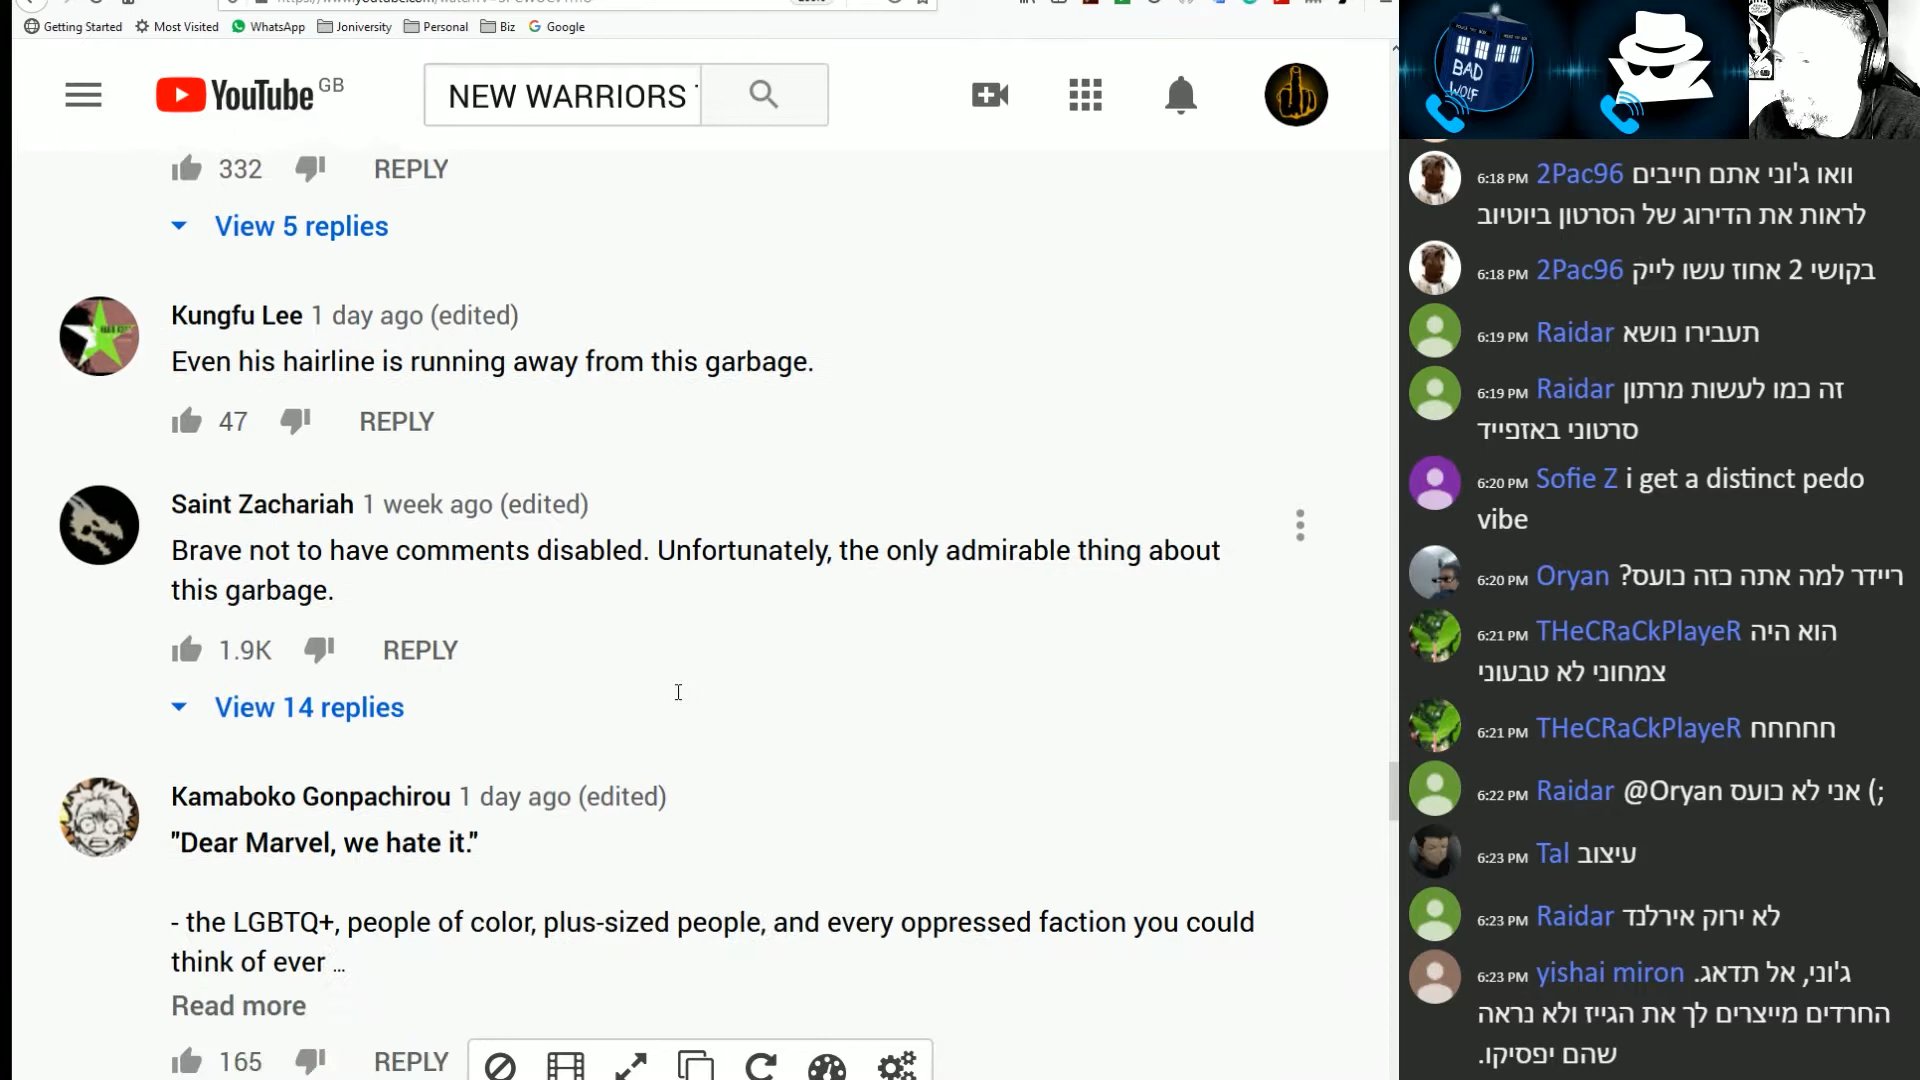 Getting Started Most Visited WhatsApp Joniversity Personal Biz Google
YouTube GB
NEW WARRIORS
332 REPLY
View 5 replies
Kungfu Lee 1 day ago (edited)
Even his hairline is running away from this garbage.
47 REPLY
Saint Zachariah 1 week ago (edited)
Brave not to have comments disabled. Unfortunately, the only admirable thing about
this garbage.
1.9K REPLY
View 14 replies
Kamaboko Gonpachirou 1 day ago (edited)
"Dear Marvel, we hate it."
- the LGBTQ+, people of color, plus-sized people, and every oppressed faction you could
think of ever ...
Read more
165 REPLY
BAD
WOLF
6:18 PM 2Pac96 וואו ג'וני אתם חייבים
לראות את הדירוג של הסרטון ביוטיוב
6:18 PM 2Pac96 בקושי 2 אחוז עשו לייק
6:19 PM Raidar תעבירו נושא
6:19 PM Raidar זה כמו לעשות מרתון
סרטוני באזפייד
6:20 PM Sofie Z i get a distinct pedo
vibe
6:20 PM Oryan ריידר למה אתה כזה כועס?
6:21 PM THeCRaCkPlayeR הוא היה
צמחוני לא טבעוני
6:21 PM THeCRaCkPlayeR חחחחח
6:22 PM Raidar @Oryan אני לא כועס ;)
6:23 PM Tal עיצוב
6:23 PM Raidar לא ירוק אירלנד
6:23 PM yishai miron ג'וני, אל תדאג.
החרדים מייצרים לך את הגייז ולא נראה
שהם יפסיקו.